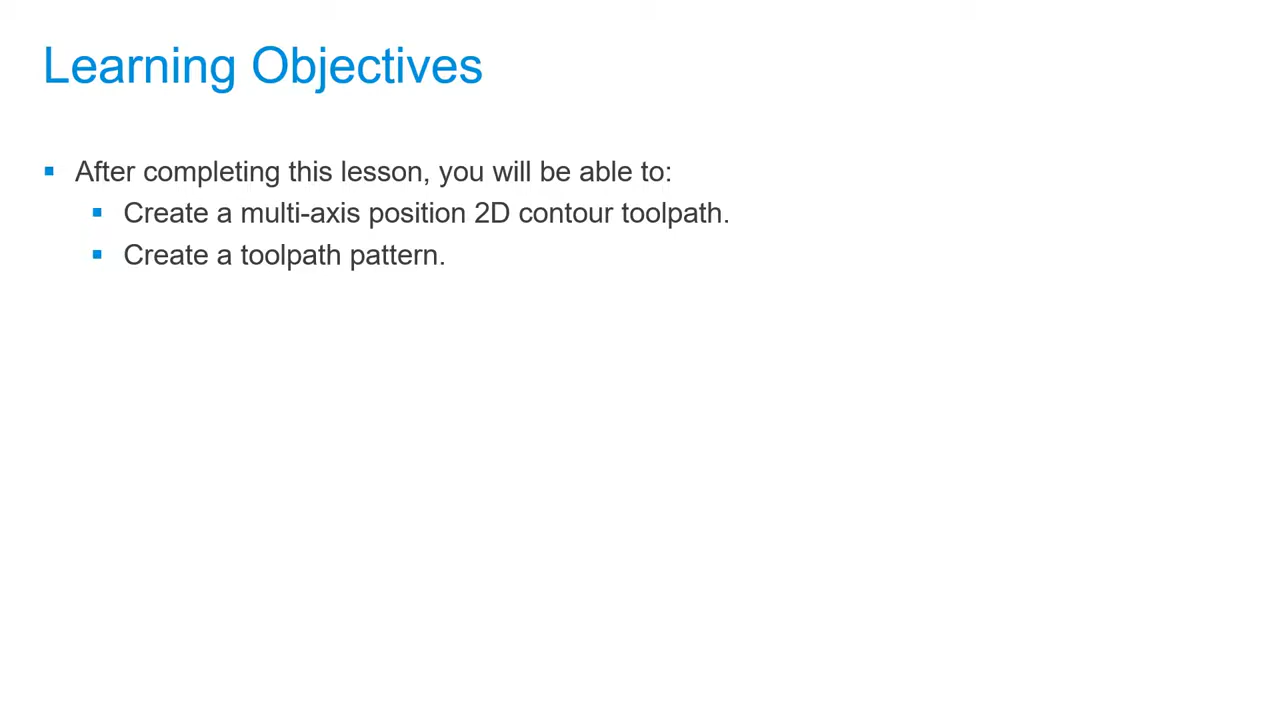 Learning Objectives
After completing this lesson, you will be able to:
Create a multi-axis position 2D contour toolpath.
Create a toolpath pattern.